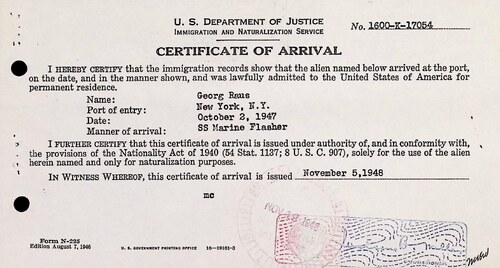 U. S. DEPARTMENT OF JUSTICE
IMMIGRATION AND NATURALIZATION SERVICE
No. 1600-K-17054
CERTIFICATE OF ARRIVAL
I HEREBY CERTIFY that the immigration records show that the alien named below arrived at the port,
on the date, and in the manner shown, and was lawfully admitted to the United States of America for
permanent residence.
Name: Georg Raus
Port of entry: New York, N.Y.
Date: October 2, 1947
Manner of arrival: SS Marine Flasher
I FURTHER CERTIFY that this certificate of arrival is issued under authority of, and in conformity with,
the provisions of the Nationality Act of 1940 (54 Stat. 1137; 8 U. S. C. 907), solely for the use of the alien
herein named and only for naturalization purposes.
IN WITNESS WHEREOF, this certificate of arrival is issued November 5,1948
mc
Form N-225
Edition August 7, 1946
U. S. GOVERNMENT PRINTING OFFICE